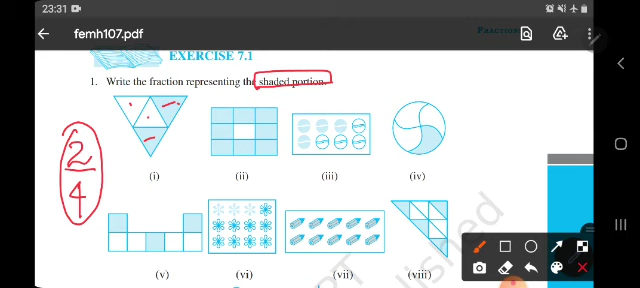 23:31
femh107.pdf
EXERCISE 7.1
1. Write the fraction representing the shaded portion.
2
4
(i) (ii) (iii) (iv)
(v) (vi) (vii) (viii)